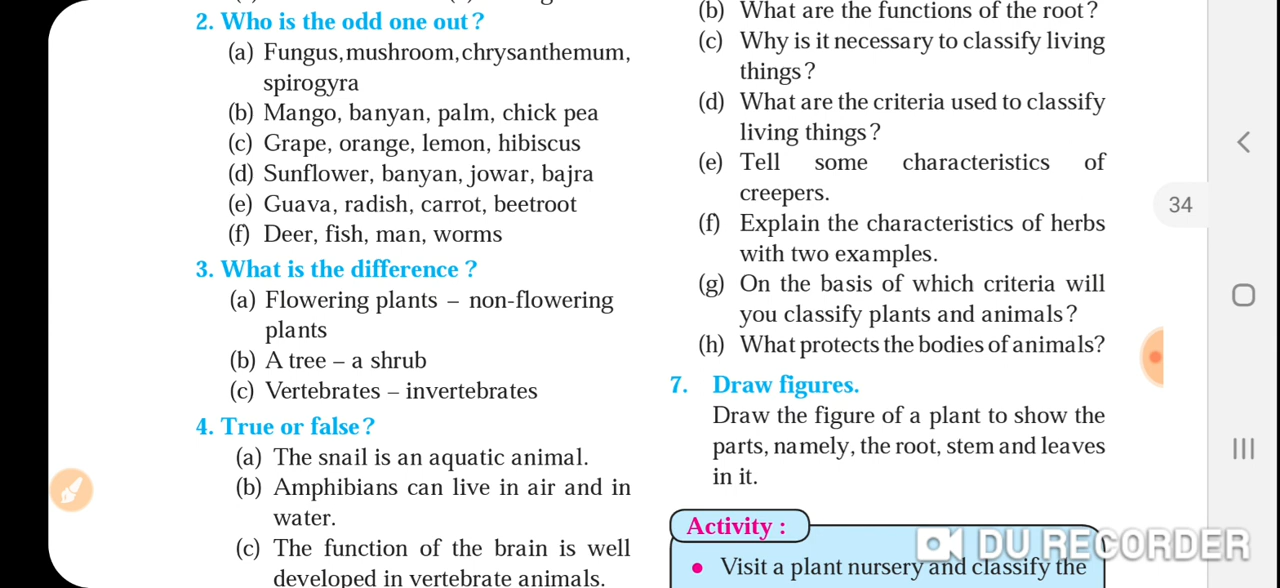 2. Who is the odd one out?
(a) Fungus, mushroom, chrysanthemum,
spirogyra
(b) Mango, banyan, palm, chick pea
(c) Grape, orange, lemon, hibiscus
(d) Sunflower, banyan, jowar, bajra
(e) Guava, radish, carrot, beetroot
(f) Deer, fish, man, worms
3. What is the difference ?
(a) Flowering plants – non-flowering
plants
(b) A tree – a shrub
(c) Vertebrates – invertebrates
4. True or false?
(a) The snail is an aquatic animal.
(b) Amphibians can live in air and in
water.
(c) The function of the brain is well
developed in vertebrate animals.
(b) What are the functions of the root?
(c) Why is it necessary to classify living
things?
(d) What are the criteria used to classify
living things?
(e) Tell some characteristics of
creepers.
(f) Explain the characteristics of herbs
with two examples.
(g) On the basis of which criteria will
you classify plants and animals?
(h) What protects the bodies of animals?
7. Draw figures.
Draw the figure of a plant to show the
parts, namely, the root, stem and leaves
in it.
Activity :
• Visit a plant nursery and classify the
34
DU RECORDER